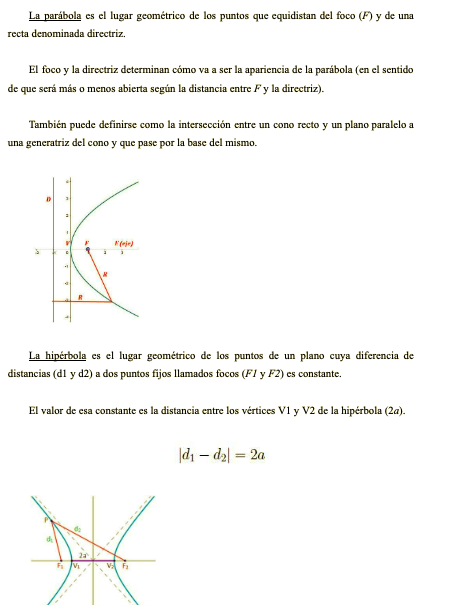 La parábola es el lugar geométrico de los puntos que equidistan del foco (F) y de una
recta denominada directriz.
El foco y la directriz determinan cómo va a ser la apariencia de la parábola (en el sentido
de que será más o menos abierta según la distancia entre F y la directriz).
También puede definirse como la intersección entre un cono recto y un plano paralelo a
una generatriz del cono y que pase por la base del mismo.
D
V F E (eje)
R
R
La hipérbola es el lugar geométrico de los puntos de un plano cuya diferencia de
distancias (d1 y d2) a dos puntos fijos llamados focos (F1 y F2) es constante.
El valor de esa constante es la distancia entre los vértices V1 y V2 de la hipérbola (2a).
|d₁ − d₂| = 2a
P
d₂
d₁
2a
F₁ V₁ V₂ F₂